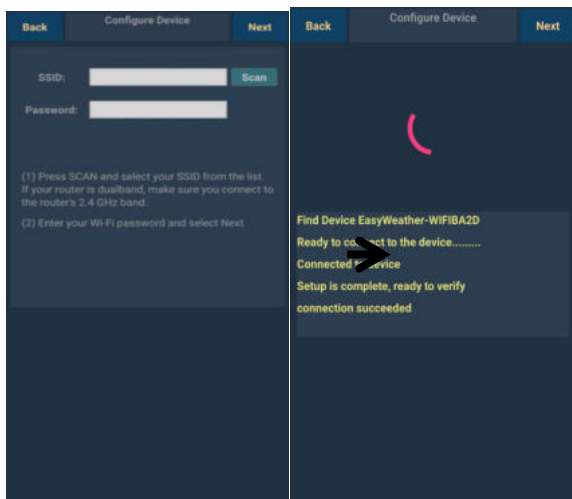 Back Configure Device Next
SSID: Scan
Password:
(1) Press SCAN and select your SSID from the list.
If your router is dualband, make sure you connect to
the router's 2.4 GHz band.
(2) Enter your Wi-Fi password and select Next.
Back Configure Device Next
Find Device EasyWeather-WIFIBA2D
Ready to connect to the device.........
Connected to device
Setup is complete, ready to verify
connection succeeded